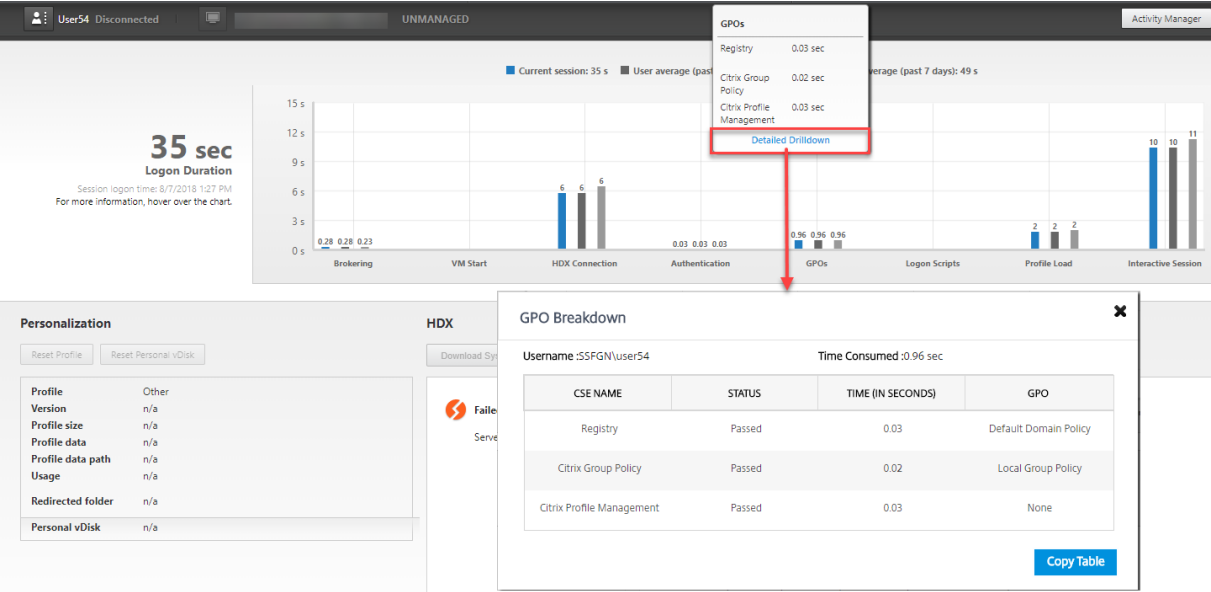 User54 Disconnected
UNMANAGED
Activity Manager
GPOs
Registry 0.03 sec
Citrix Group 0.02 sec
Policy
Citrix Profile 0.03 sec
Management
Detailed Drilldown
Current session: 35 s User average (past verage (past 7 days): 49 s
35 sec
Logon Duration
Session logon time: 8/7/2018 1:27 PM
For more information, hover over the chart.
15 s
12 s
9 s
6 s
3 s
0 s
0.28 0.28 0.23
6 6 6
0.03 0.03 0.03
0.96 0.96 0.96
2 2 2
10 10 11
Brokering VM Start HDX Connection Authentication GPOs Logon Scripts Profile Load Interactive Session
Personalization
Reset Profile Reset Personal vDisk
Profile Other
Version n/a
Profile size n/a
Profile data n/a
Profile data path n/a
Usage n/a
Redirected folder n/a
Personal vDisk n/a
HDX
Download Sy
Faile
Serve
GPO Breakdown
Username :SSFGN\user54 Time Consumed :0.96 sec
CSE NAME STATUS TIME (IN SECONDS) GPO
Registry Passed 0.03 Default Domain Policy
Citrix Group Policy Passed 0.02 Local Group Policy
Citrix Profile Management Passed 0.03 None
Copy Table